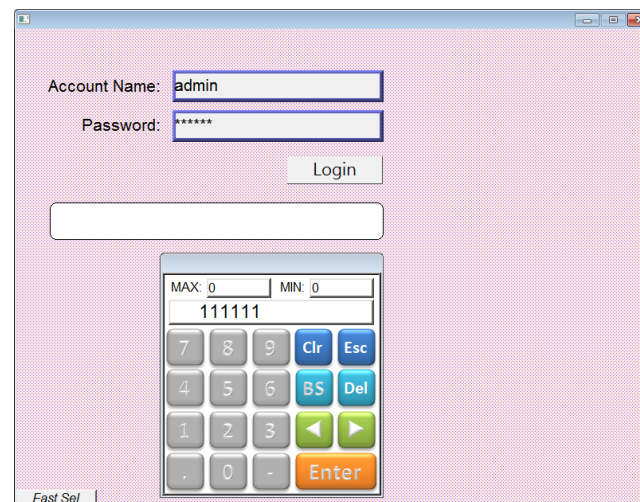 Account Name: admin
Password: ******
Login
MAX: 0 MIN: 0
111111
7 8 9 Clr Esc
4 5 6 BS Del
1 2 3
. 0 - Enter
Fast Sel